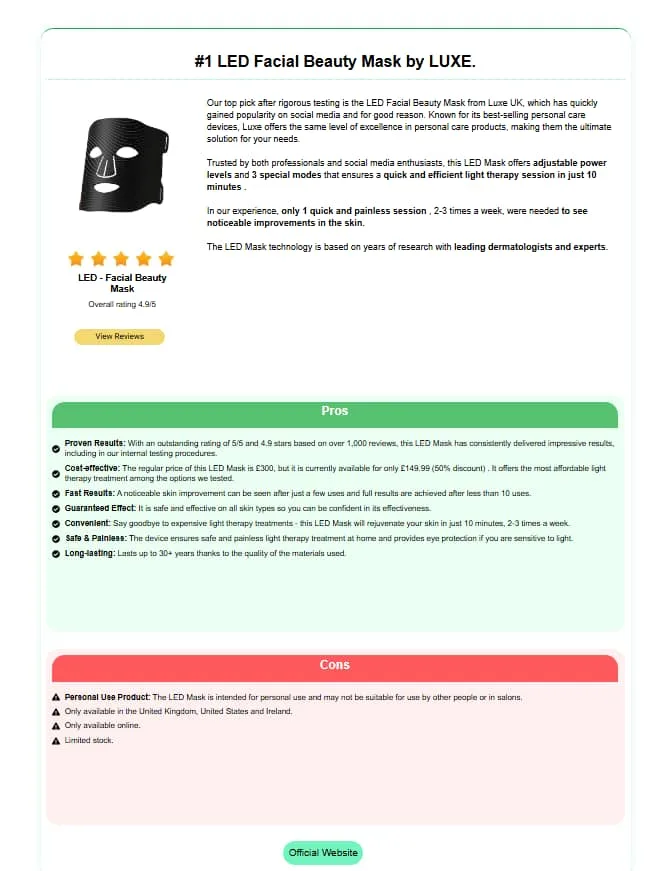 #1 LED Facial Beauty Mask by LUXE.
Our top pick after rigorous testing is the LED Facial Beauty Mask from Luxe UK, which has quickly
gained popularity on social media and for good reason. Known for its best-selling personal care
devices, Luxe offers the same level of excellence in personal care products, making them the ultimate
solution for your needs.
Trusted by both professionals and social media enthusiasts, this LED Mask offers adjustable power
levels and 3 special modes that ensures a quick and efficient light therapy session in just 10
minutes .
In our experience, only 1 quick and painless session , 2-3 times a week, were needed to see
noticeable improvements in the skin.
The LED Mask technology is based on years of research with leading dermatologists and experts.
LED - Facial Beauty
Mask
Overall rating 4.9/5
View Reviews
Pros
Proven Results: With an outstanding rating of 5/5 and 4.9 stars based on over 1,000 reviews, this LED Mask has consistently delivered impressive results,
including in our internal testing procedures.
Cost-effective: The regular price of this LED Mask is £300, but it is currently available for only £149.99 (50% discount) . It offers the most affordable light
therapy treatment among the options we tested.
Fast Results: A noticeable skin improvement can be seen after just a few uses and full results are achieved after less than 10 uses.
Guaranteed Effect: It is safe and effective on all skin types so you can be confident in its effectiveness.
Convenient: Say goodbye to expensive light therapy treatments - this LED Mask will rejuvenate your skin in just 10 minutes, 2-3 times a week.
Safe & Painless: The device ensures safe and painless light therapy treatment at home and provides eye protection if you are sensitive to light.
Long-lasting: Lasts up to 30+ years thanks to the quality of the materials used.
Cons
Personal Use Product: The LED Mask is intended for personal use and may not be suitable for use by other people or in salons.
Only available in the United Kingdom, United States and Ireland.
Only available online.
Limited stock.
Official Website